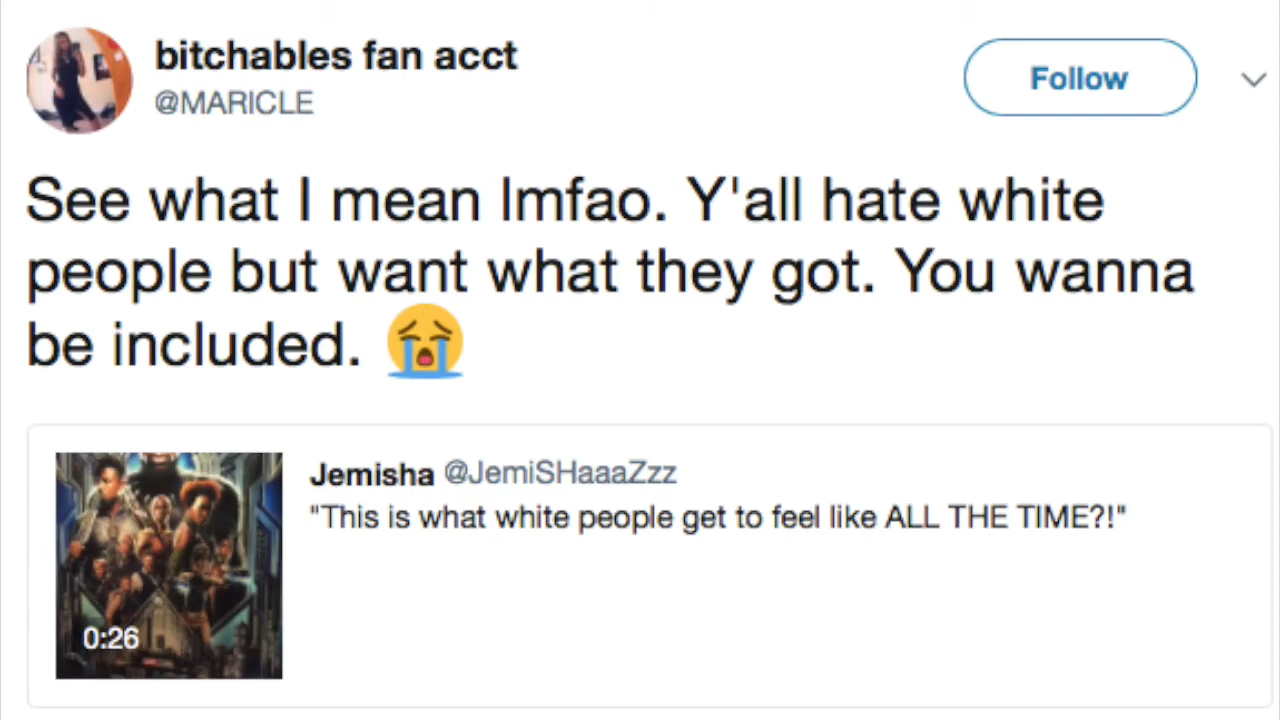 bitchables fan acct
@MARICLE
Follow
See what I mean lmfao. Y'all hate white
people but want what they got. You wanna
be included. 😭
Jemisha @JemiSHaaaZzz
"This is what white people get to feel like ALL THE TIME?!"
0:26